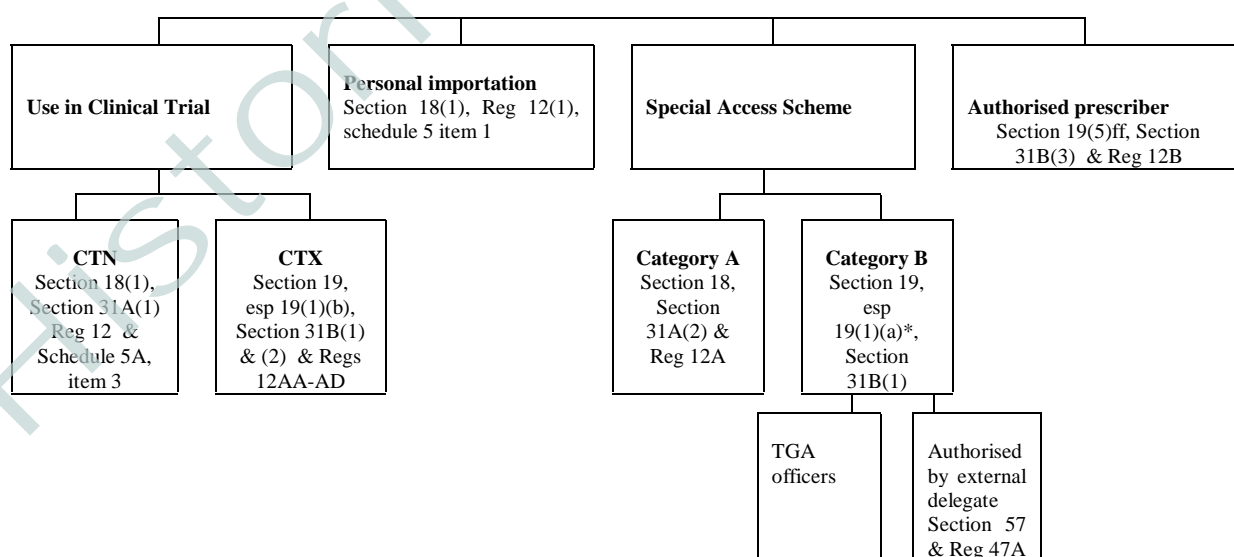 Use in Clinical Trial
Personal importation
Section 18(1), Reg 12(1),
schedule 5 item 1
Special Access Scheme
Authorised prescriber
Section 19(5)ff, Section
31B(3) & Reg 12B
CTN
Section 18(1),
Section 31A(1)
Reg 12 &
Schedule 5A,
item 3
CTX
Section 19,
esp 19(1)(b),
Section 31B(1)
& (2) & Regs
12AA-AD
Category A
Section 18,
Section
31A(2) &
Reg 12A
Category B
Section 19,
esp
19(1)(a)*,
Section
31B(1)
TGA
officers
Authorised
by external
delegate
Section 57
& Reg 47A
Histori